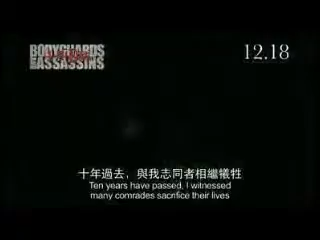 BODYGUARDS
ASSASSINS
12.18
十年過去，與我志同者相繼犧牲
Ten years have passed, I witnessed
many comrades sacrifice their lives